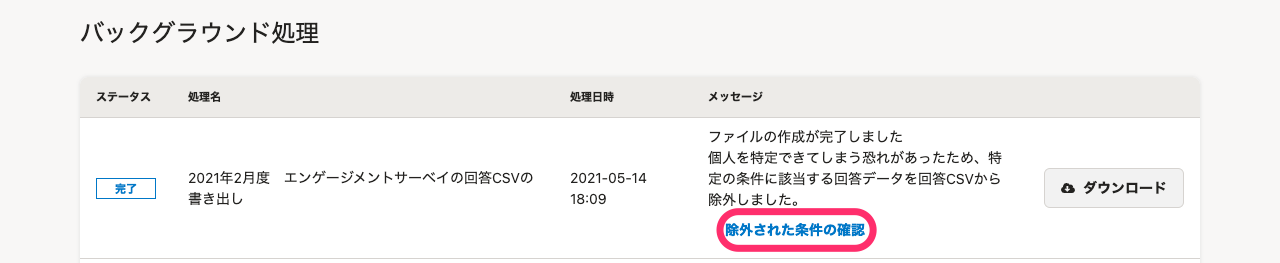 バックグラウンド処理
ステータス 処理名 処理日時 メッセージ
完了
2021年2月度　エンゲージメントサーベイの回答CSVの
書き出し
2021-05-14
18:09
ファイルの作成が完了しました
個人を特定できてしまう恐れがあったため、特
定の条件に該当する回答データを回答CSVから
除外しました。
除外された条件の確認
ダウンロード